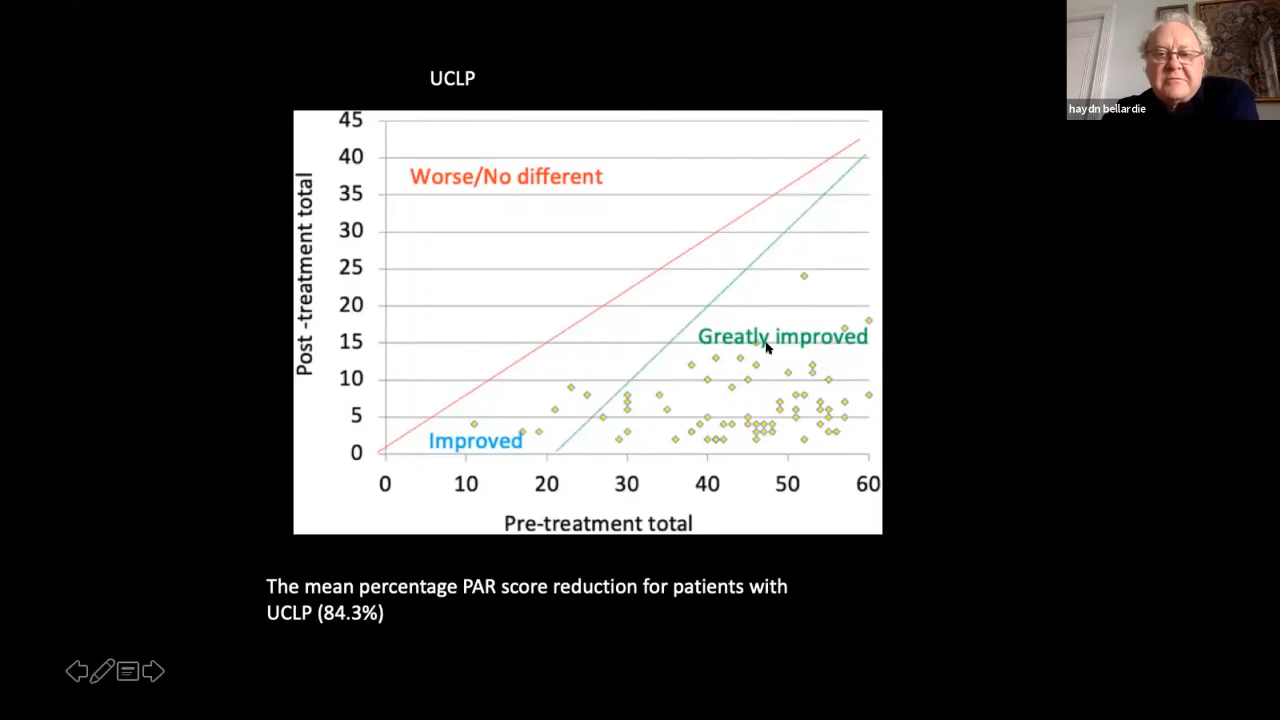 haydn bellardie
UCLP
45
40
35
30
25
20
15
10
5
0
Post -treatment total
Worse/No different
Greatly improved
Improved
0 10 20 30 40 50 60
Pre-treatment total
The mean percentage PAR score reduction for patients with
UCLP (84.3%)